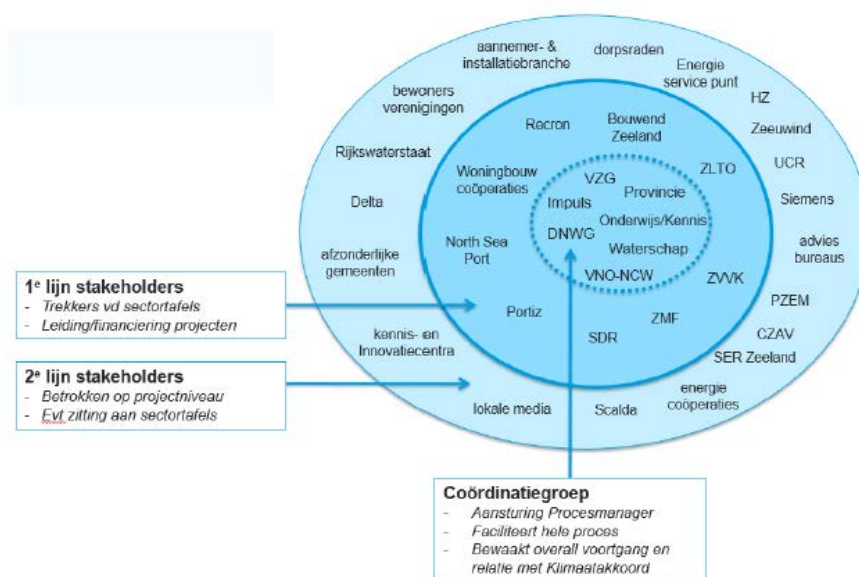 aannemer- &
installatiebranche
dorpsraden
Energie
service punt
HZ
bewoners
verenigingen
Recron
Bouwend
Zeeland
Zeeuwind
Rijkswaterstaat
Woningbouw
coöperaties
VZG
Provincie
ZLTO
UCR
Siemens
Delta
Impuls
Onderwijs/Kennis
DNWG
Waterschap
VNO-NCW
North Sea
Port
advies
bureaus
afzonderlijke
gemeenten
ZVVK
PZEM
1e lijn stakeholders
- Trekkers vd sectortafels
- Leiding/financiering projecten
Portiz
SDR
ZMF
CZAV
SER Zeeland
kennis- en
Innovatiecentra
2e lijn stakeholders
- Betrokken op projectniveau
- Evt zitting aan sectortafels
lokale media
Scalda
energie
coöperaties
Coördinatiegroep
- Aansturing Procesmanager
- Faciliteert hele proces
- Bewaakt overall voortgang en
relatie met Klimaatakkoord